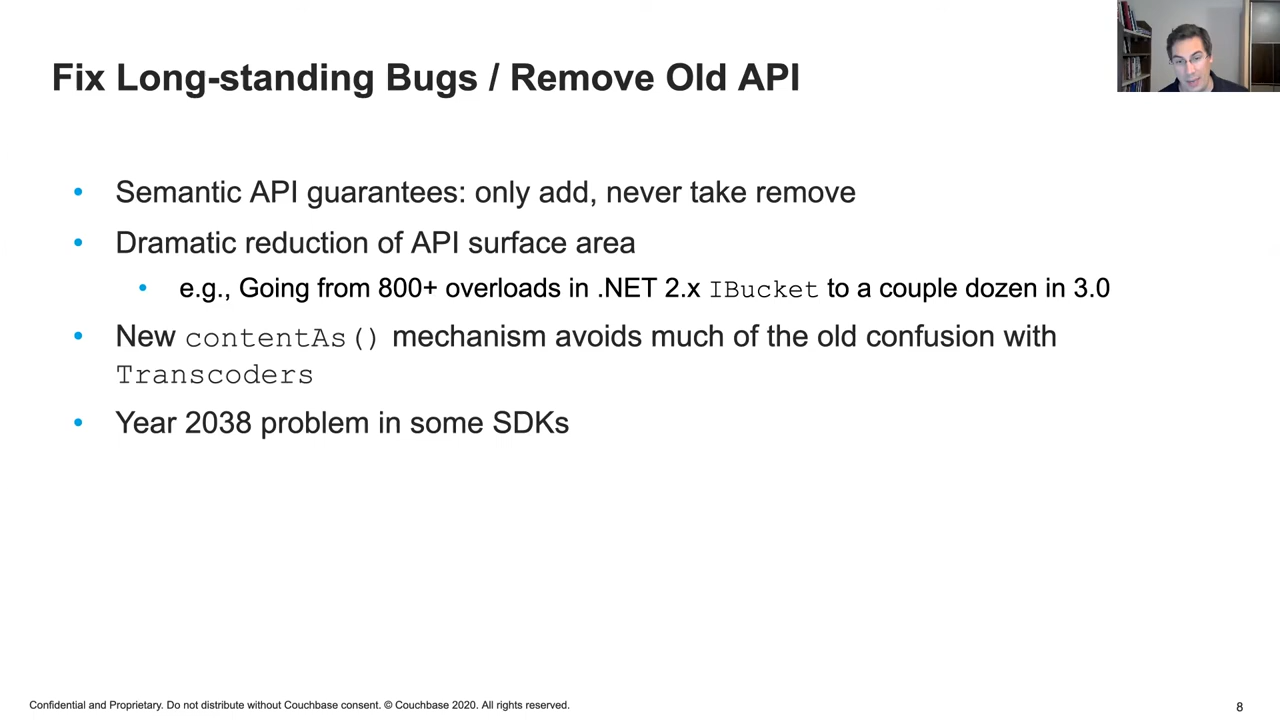 Fix Long-standing Bugs / Remove Old API
• Semantic API guarantees: only add, never take remove
• Dramatic reduction of API surface area
• e.g., Going from 800+ overloads in .NET 2.x IBucket to a couple dozen in 3.0
• New contentAs() mechanism avoids much of the old confusion with
Transcoders
• Year 2038 problem in some SDKs
Confidential and Proprietary. Do not distribute without Couchbase consent. © Couchbase 2020. All rights reserved.
8